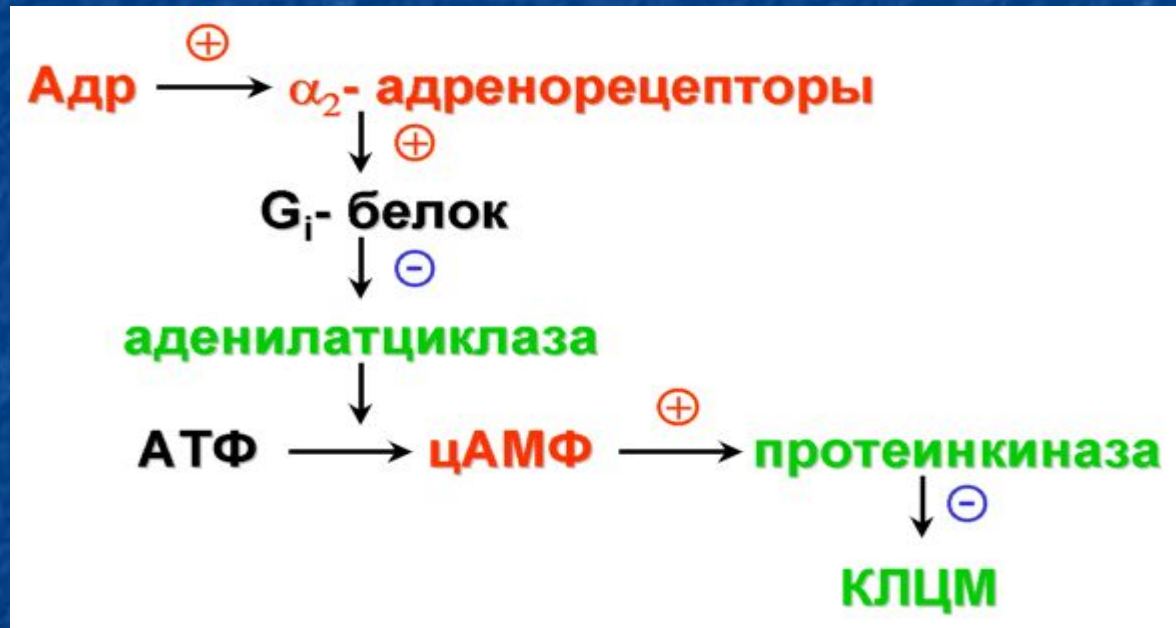 ⊕
Адр → α₂- адренорецепторы
⊕
Gᵢ- белок
⊖
аденилатциклаза
⊕
АТФ → цАМФ → протеинкиназа
⊖
КЛЦМ